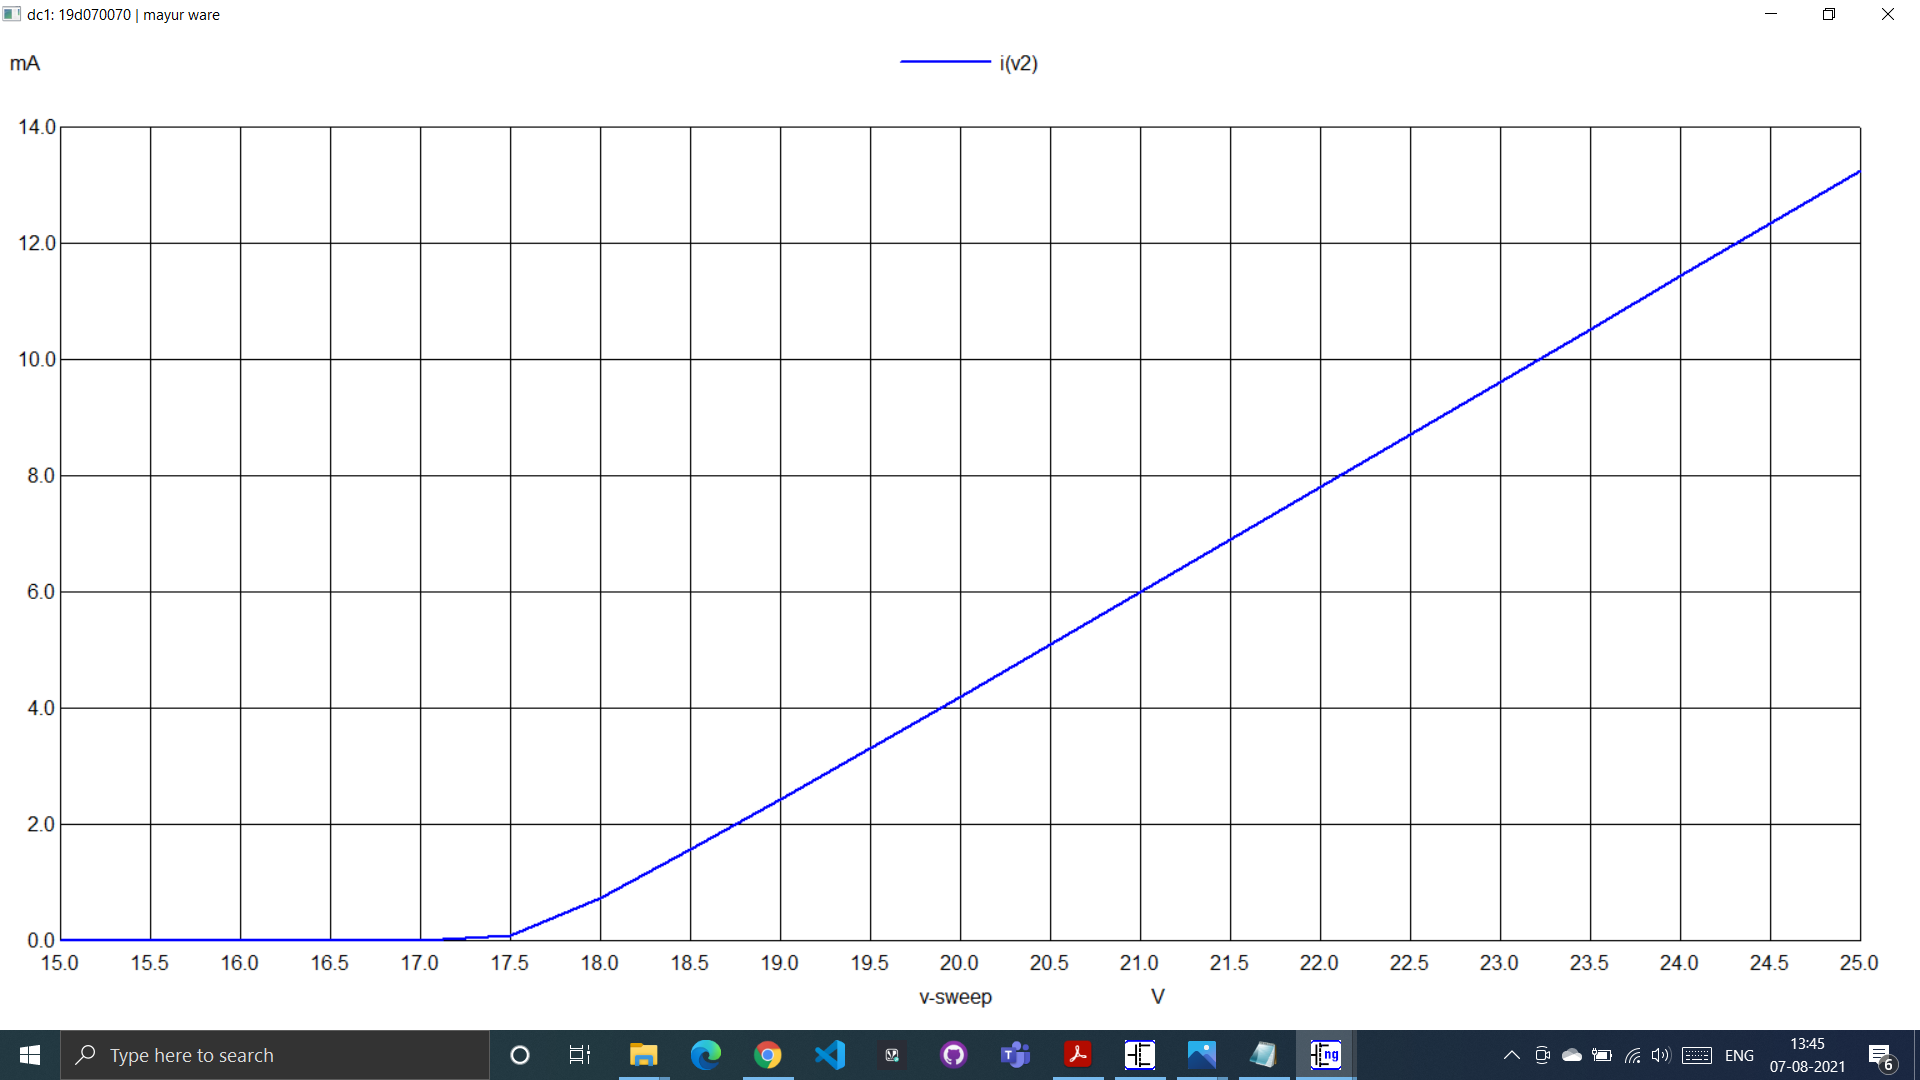 dc1: 19d070070 | mayur ware
mA
i(v2)
14.0
12.0
10.0
8.0
6.0
4.0
2.0
0.0
15.0 15.5 16.0 16.5 17.0 17.5 18.0 18.5 19.0 19.5 20.0 20.5 21.0 21.5 22.0 22.5 23.0 23.5 24.0 24.5 25.0
v-sweep V
Type here to search
ng
ENG
13:45
07-08-2021
6